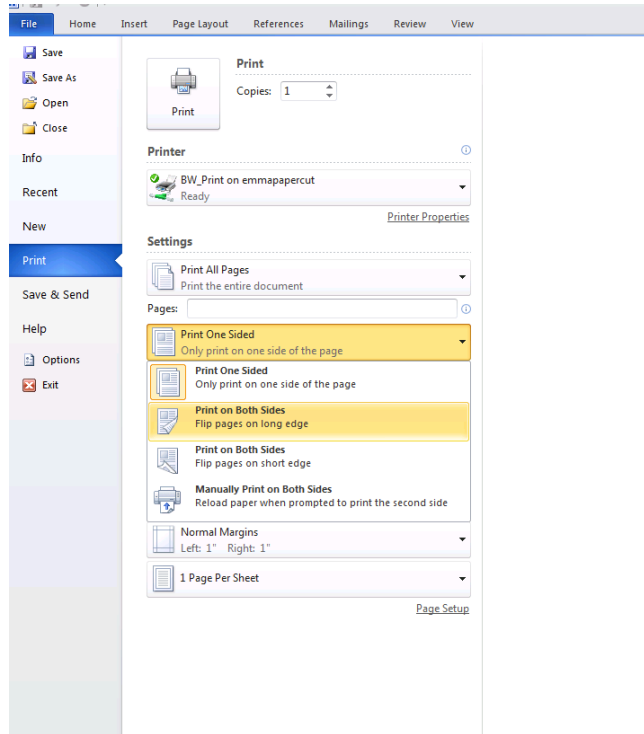 File Home Insert Page Layout References Mailings Review View
Save
Save As
Open
Close
Info
Recent
New
Print
Save & Send
Help
Options
Exit
Print
Print
Copies: 1
Printer
BW_Print on emmapapercut
Ready
Printer Properties
Settings
Print All Pages
Print the entire document
Pages:
Print One Sided
Only print on one side of the page
Print One Sided
Only print on one side of the page
Print on Both Sides
Flip pages on long edge
Print on Both Sides
Flip pages on short edge
Manually Print on Both Sides
Reload paper when prompted to print the second side
Normal Margins
Left: 1" Right: 1"
1 Page Per Sheet
Page Setup